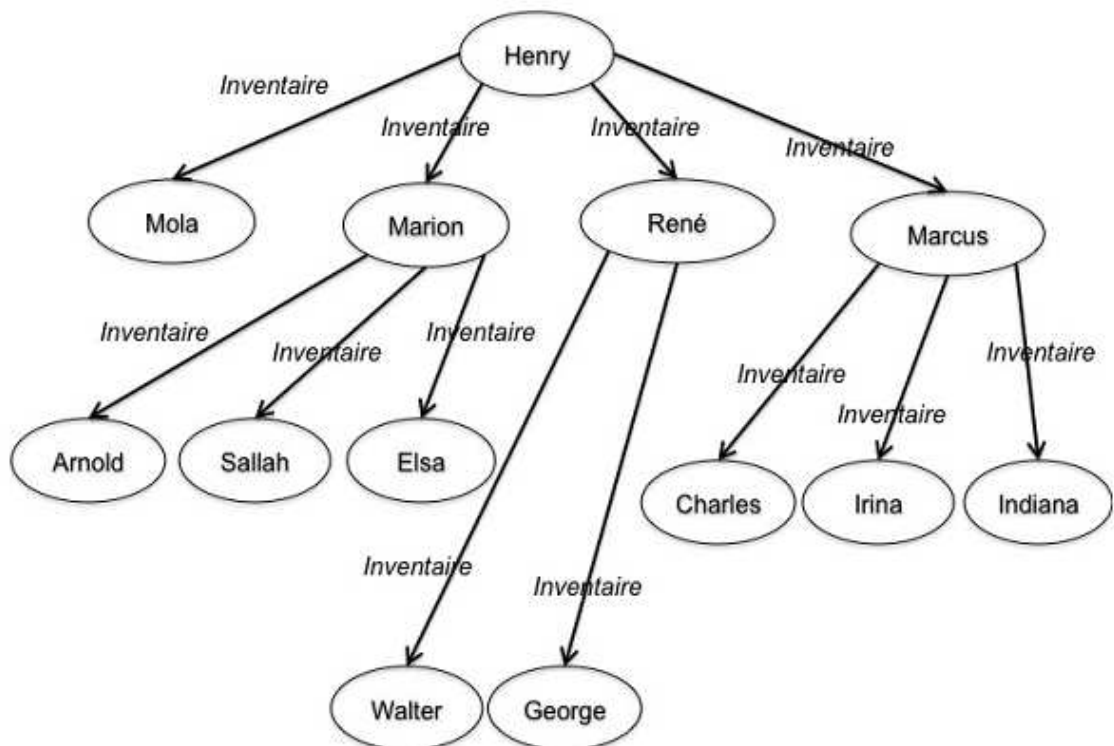 Henry
Inventaire
Inventaire
Inventaire
Inventaire
Mola
Marion
René
Marcus
Inventaire
Inventaire
Inventaire
Inventaire
Inventaire
Inventaire
Arnold
Sallah
Elsa
Charles
Irina
Indiana
Inventaire
Inventaire
Walter
George